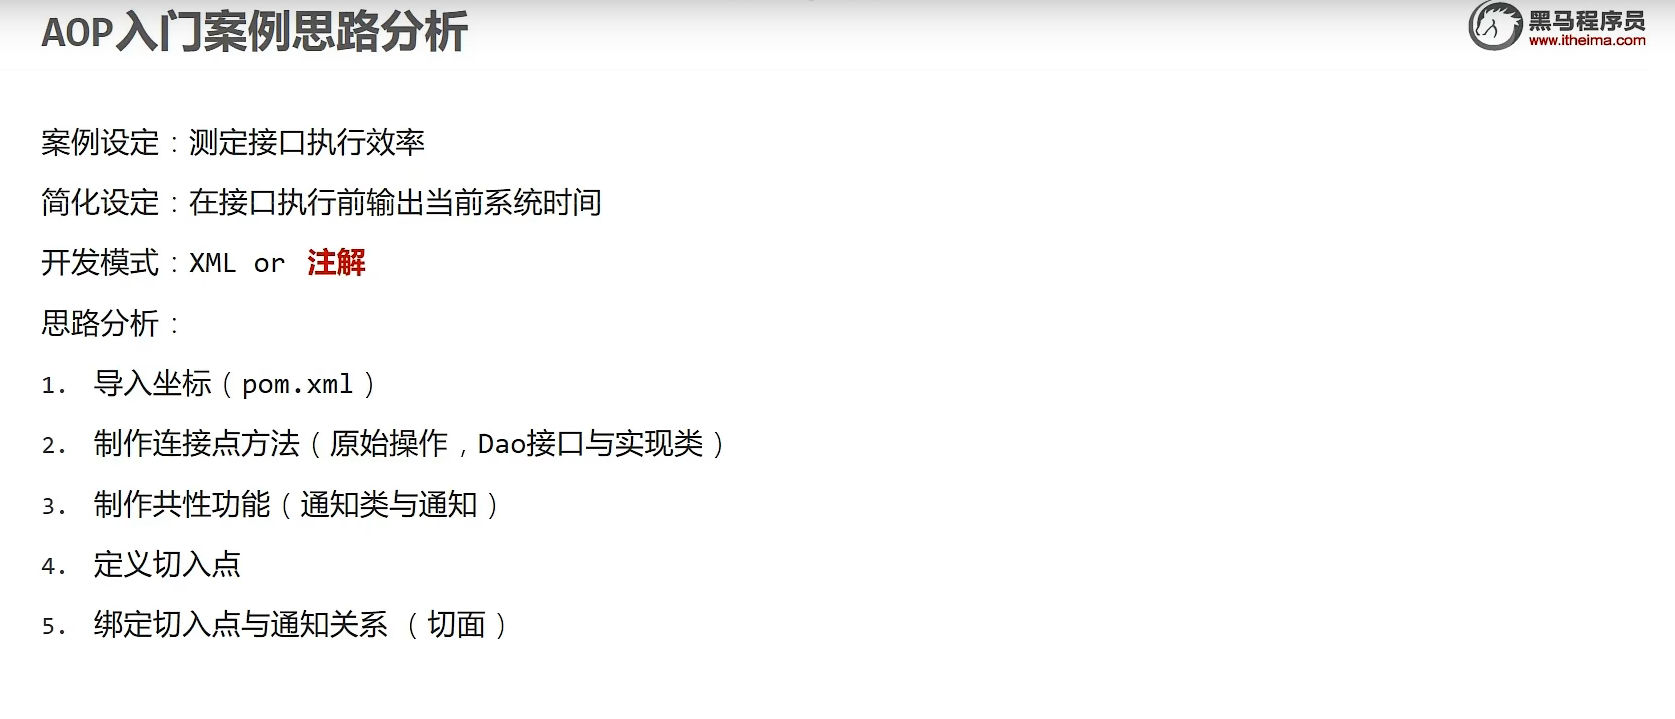 AOP入门案例思路分析
黑马程序员
www.itheima.com
案例设定：测定接口执行效率
简化设定：在接口执行前输出当前系统时间
开发模式：XML or 注解
思路分析：
1. 导入坐标（pom.xml）
2. 制作连接点方法（原始操作，Dao接口与实现类）
3. 制作共性功能（通知类与通知）
4. 定义切入点
5. 绑定切入点与通知关系（切面）